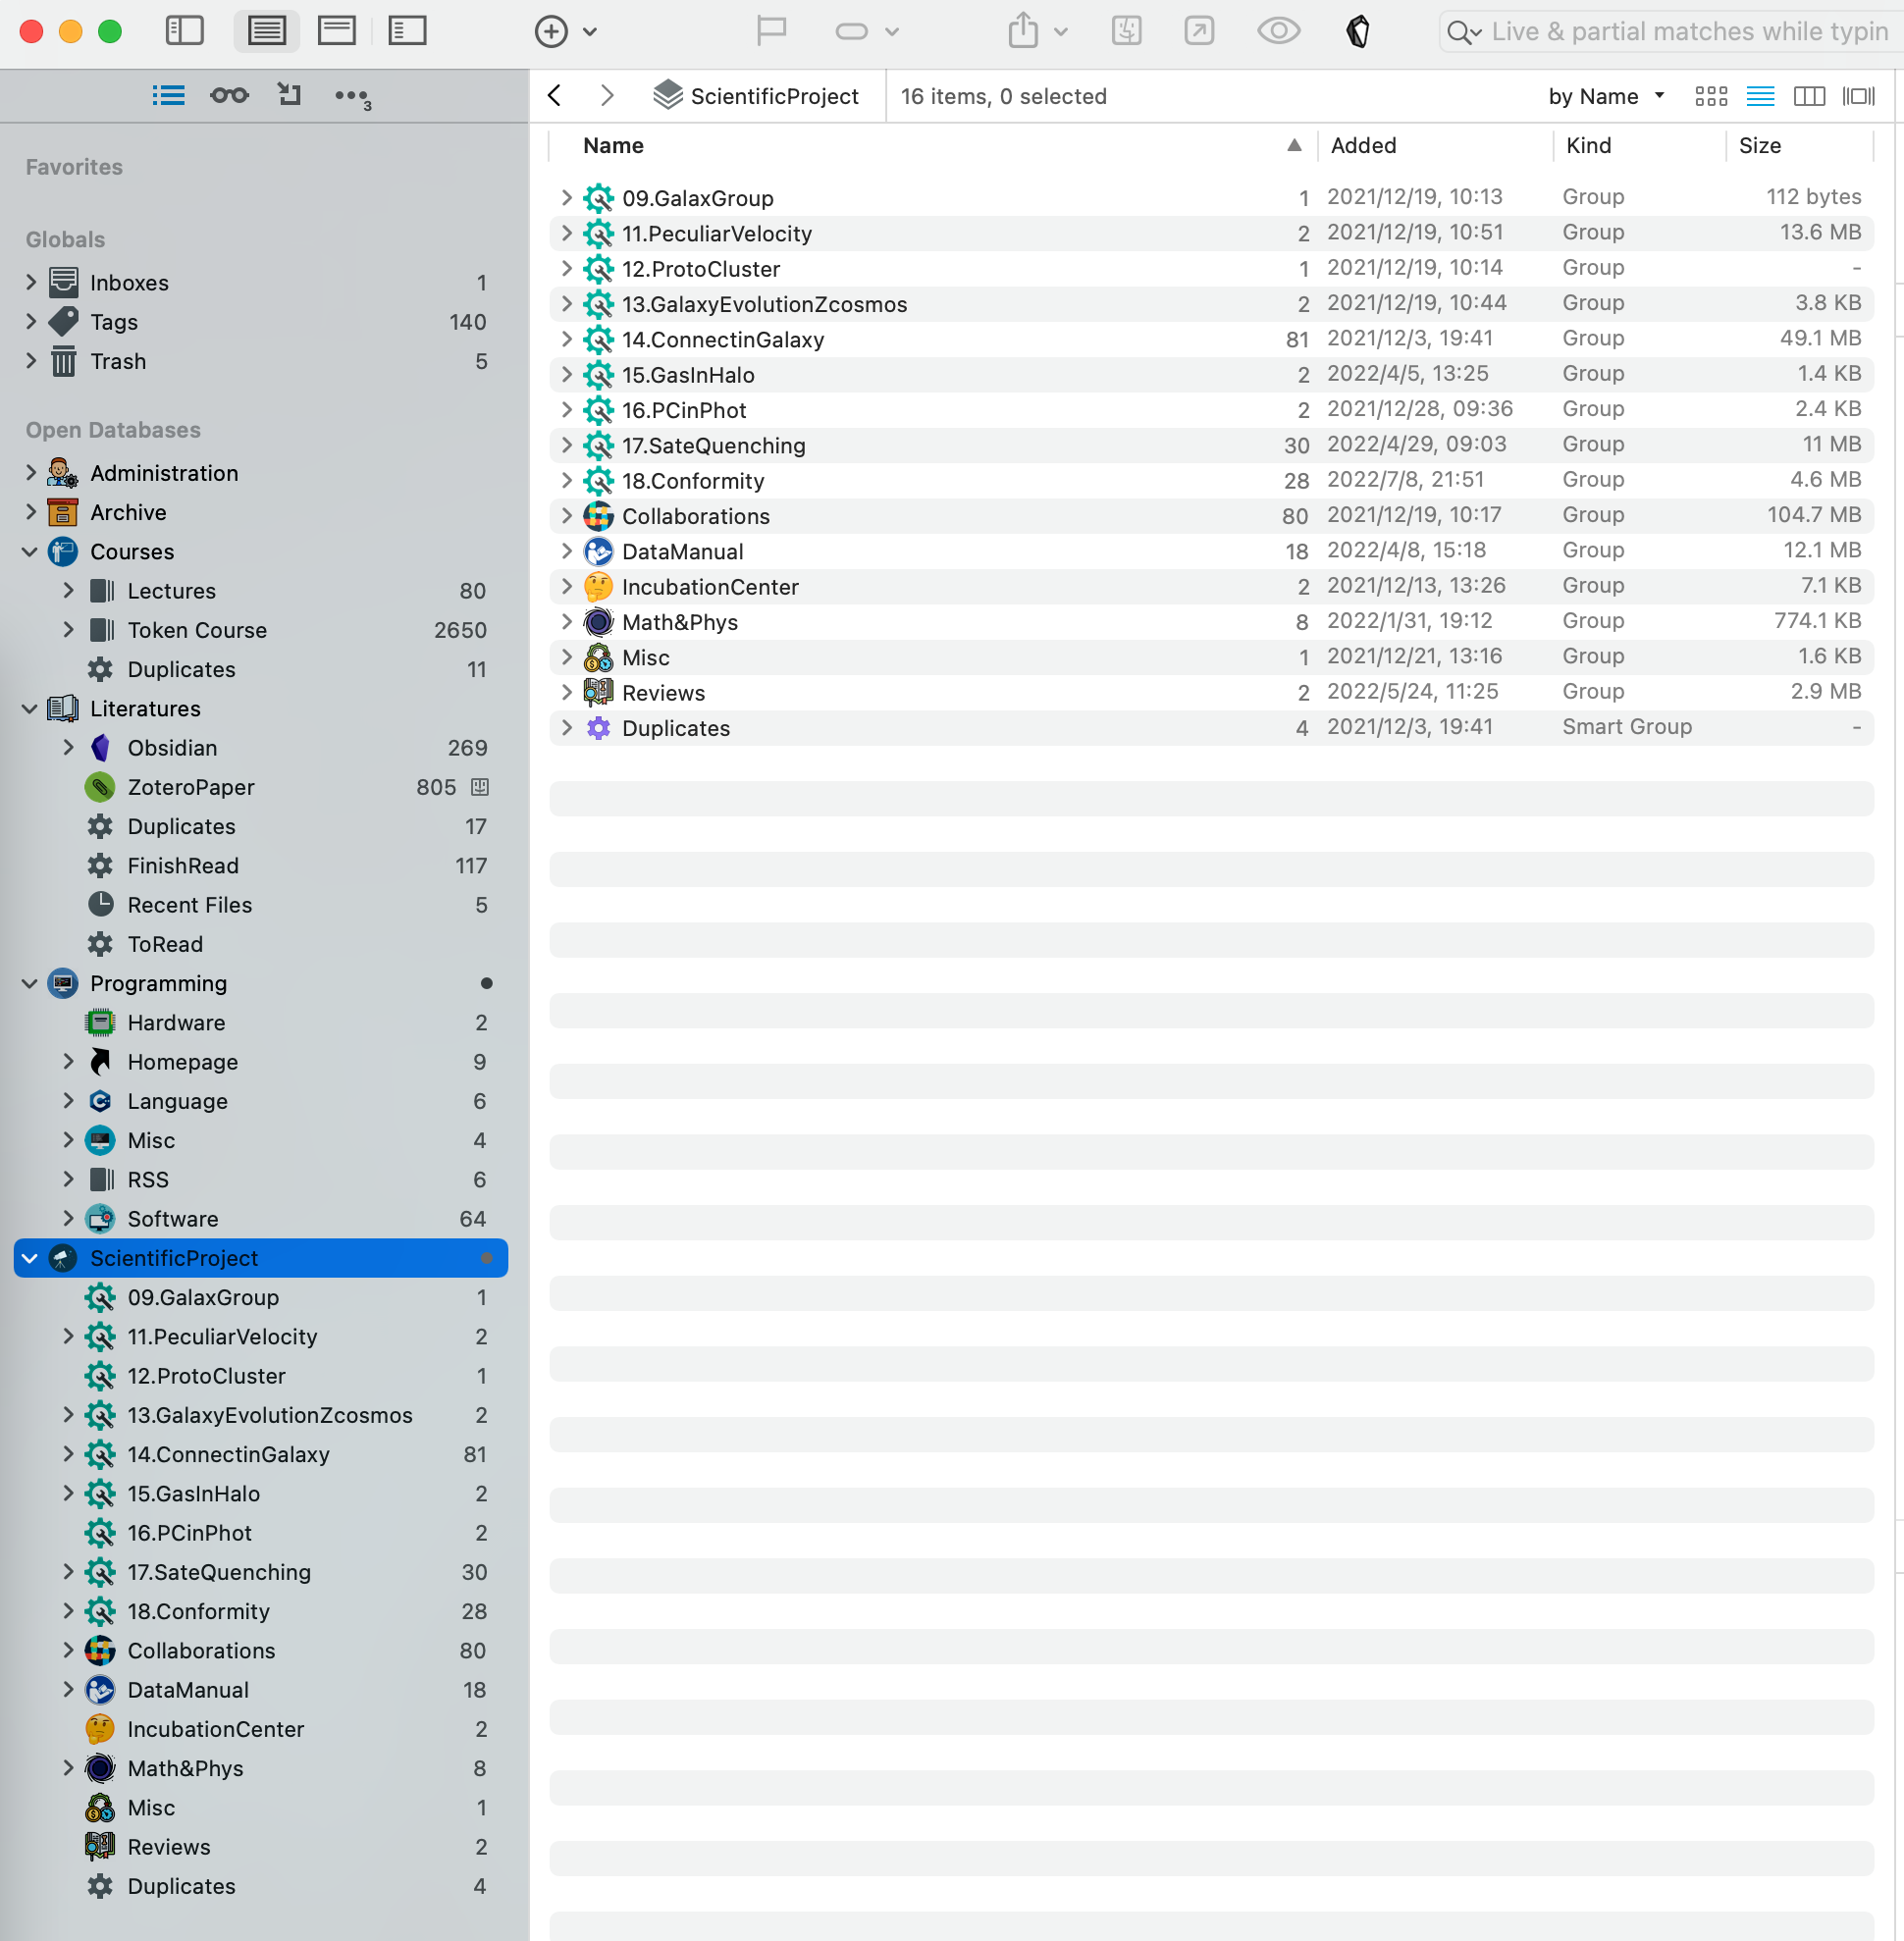 Live & partial matches while typin
3
ScientificProject
16 items, 0 selected
by Name
Favorites
Globals
Inboxes 1
Tags 140
Trash 5
Open Databases
Administration
Archive
Courses
Lectures 80
Token Course 2650
Duplicates 11
Literatures
Obsidian 269
ZoteroPaper 805
Duplicates 17
FinishRead 117
Recent Files 5
ToRead
Programming
Hardware 2
Homepage 9
Language 6
Misc 4
RSS 6
Software 64
ScientificProject
09.GalaxGroup 1
11.PeculiarVelocity 2
12.ProtoCluster 1
13.GalaxyEvolutionZcosmos 2
14.ConnectinGalaxy 81
15.GasInHalo 2
16.PCinPhot 2
17.SateQuenching 30
18.Conformity 28
Collaborations 80
DataManual 18
IncubationCenter 2
Math&Phys 8
Misc 1
Reviews 2
Duplicates 4
Name Added Kind Size
09.GalaxGroup 1 2021/12/19, 10:13 Group 112 bytes
11.PeculiarVelocity 2 2021/12/19, 10:51 Group 13.6 MB
12.ProtoCluster 1 2021/12/19, 10:14 Group -
13.GalaxyEvolutionZcosmos 2 2021/12/19, 10:44 Group 3.8 KB
14.ConnectinGalaxy 81 2021/12/3, 19:41 Group 49.1 MB
15.GasInHalo 2 2022/4/5, 13:25 Group 1.4 KB
16.PCinPhot 2 2021/12/28, 09:36 Group 2.4 KB
17.SateQuenching 30 2022/4/29, 09:03 Group 11 MB
18.Conformity 28 2022/7/8, 21:51 Group 4.6 MB
Collaborations 80 2021/12/19, 10:17 Group 104.7 MB
DataManual 18 2022/4/8, 15:18 Group 12.1 MB
IncubationCenter 2 2021/12/13, 13:26 Group 7.1 KB
Math&Phys 8 2022/1/31, 19:12 Group 774.1 KB
Misc 1 2021/12/21, 13:16 Group 1.6 KB
Reviews 2 2022/5/24, 11:25 Group 2.9 MB
Duplicates 4 2021/12/3, 19:41 Smart Group -